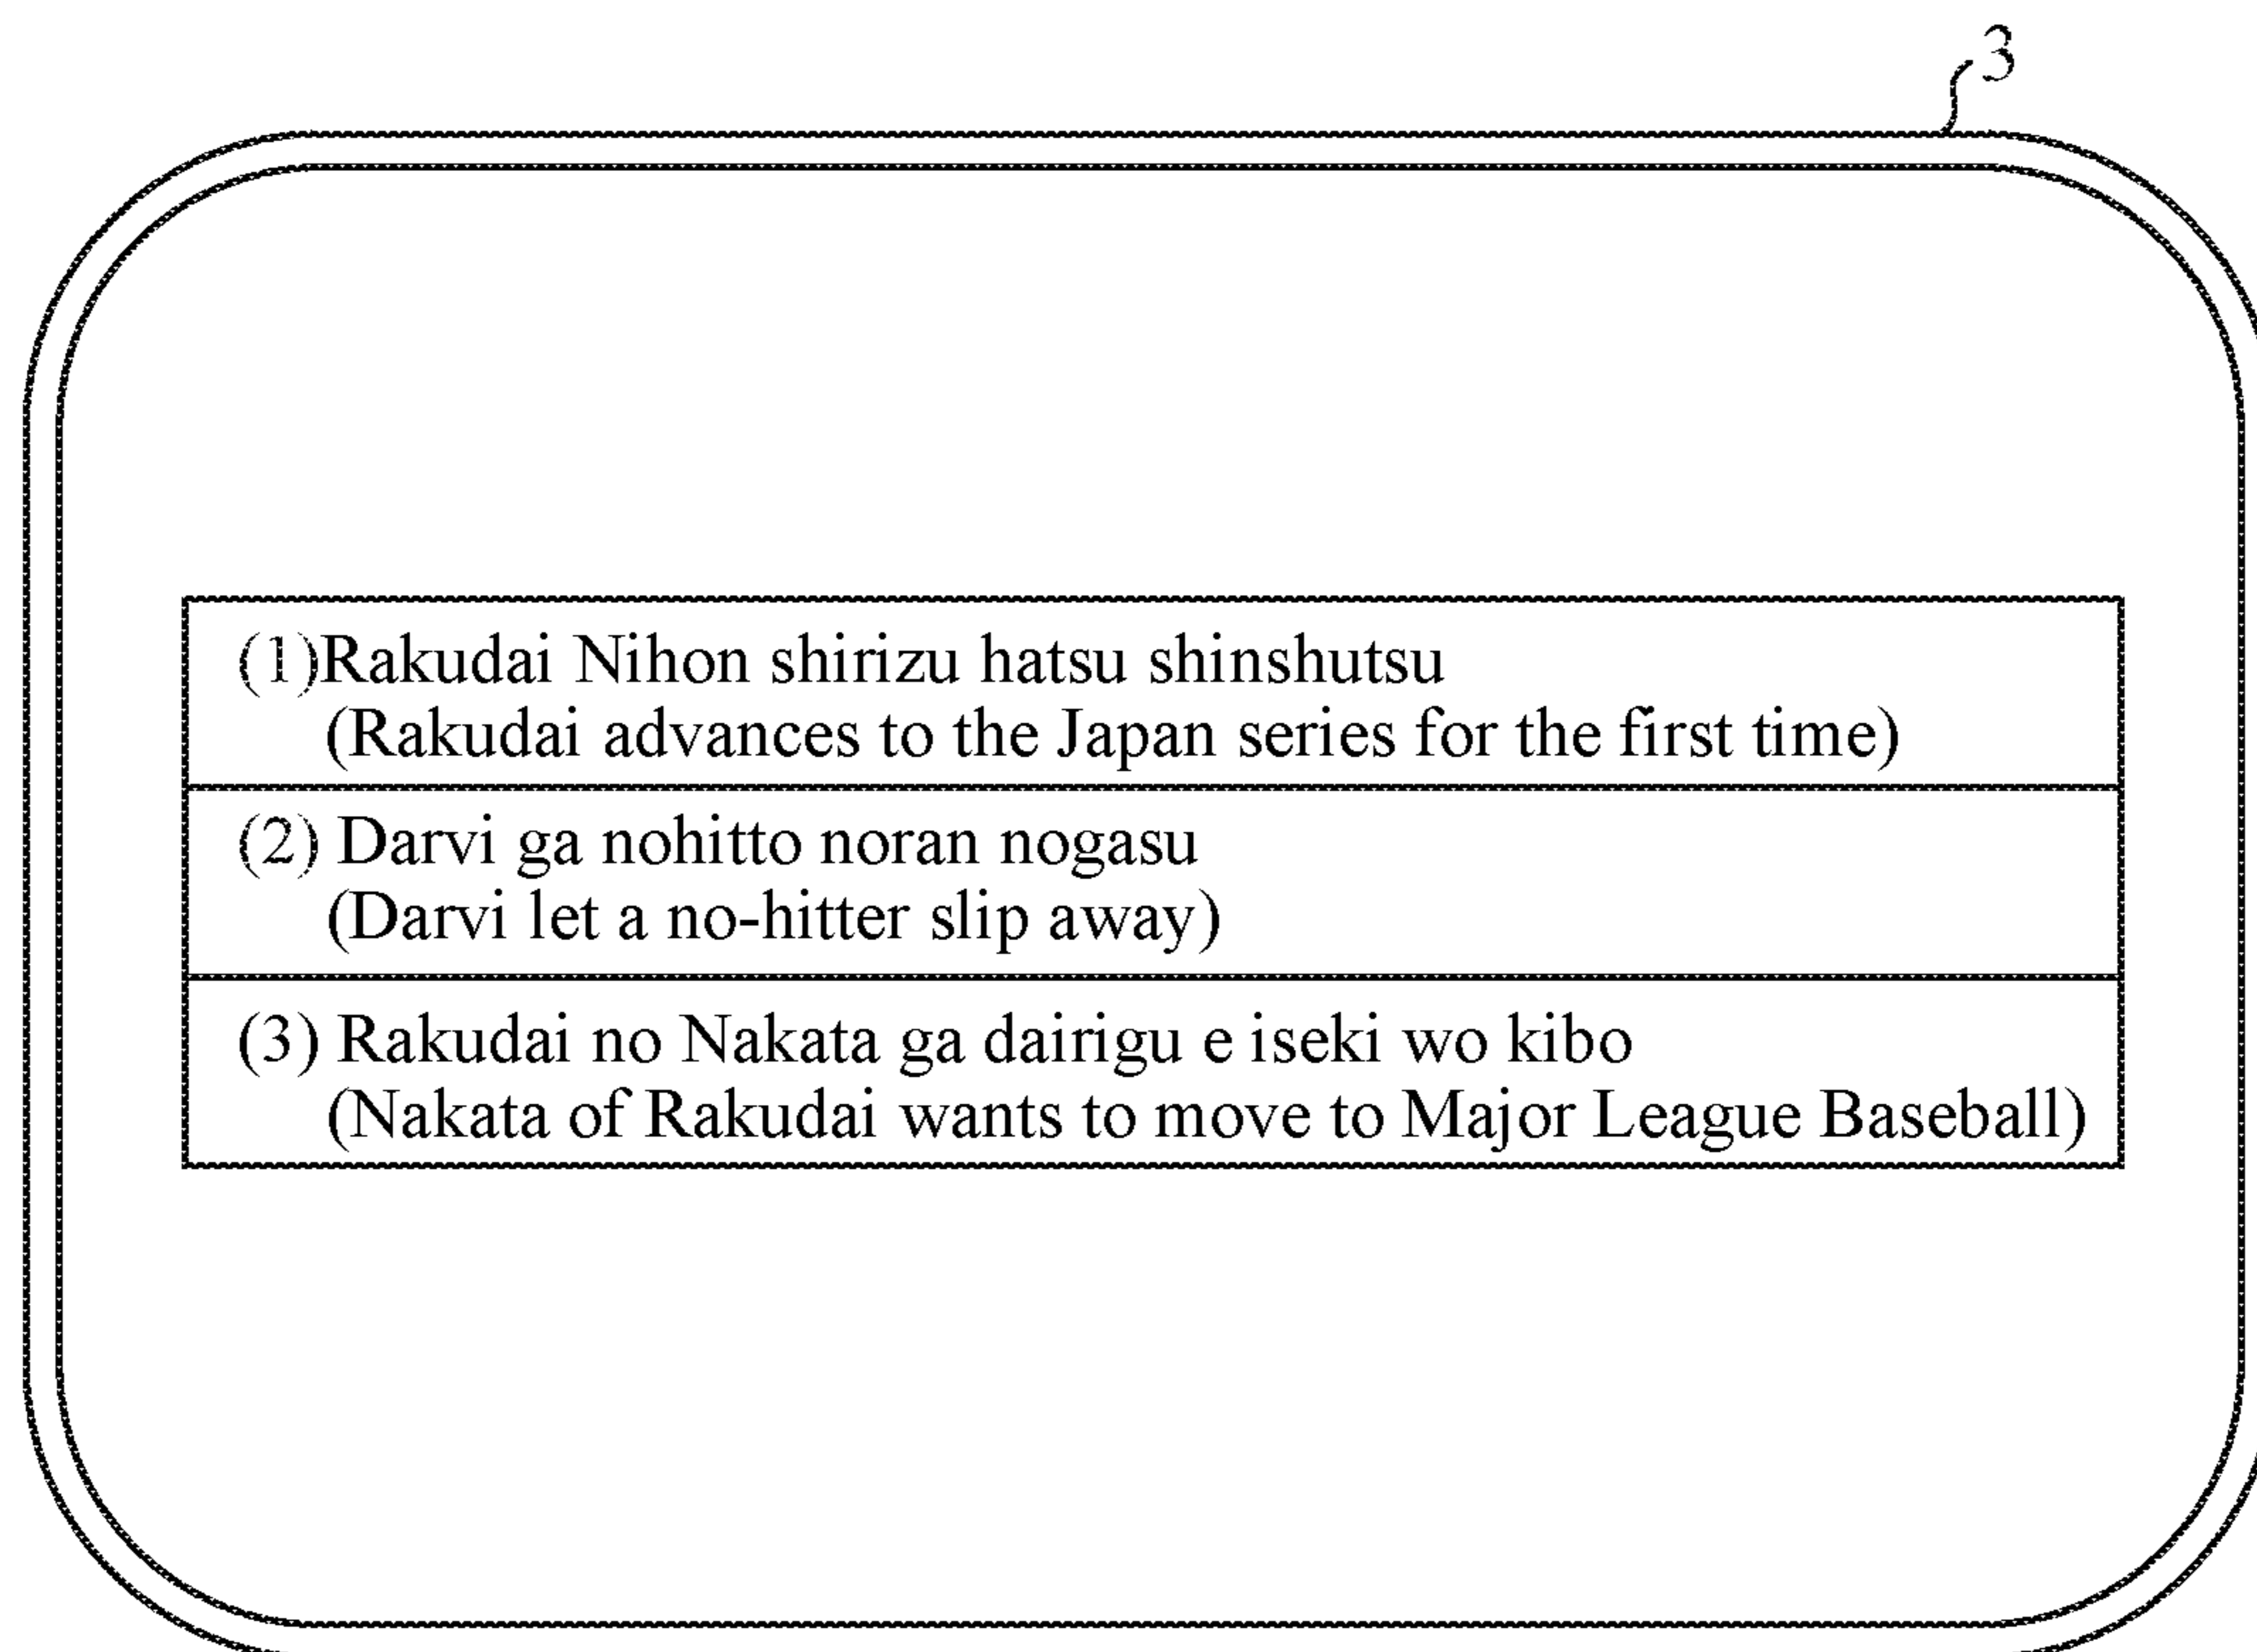 3
(1)Rakudai Nihon shirizu hatsu shinshutsu
(Rakudai advances to the Japan series for the first time)
(2) Darvi ga nohitto noran nogasu
(Darvi let a no-hitter slip away)
(3) Rakudai no Nakata ga dairigu e iseki wo kibo
(Nakata of Rakudai wants to move to Major League Baseball)